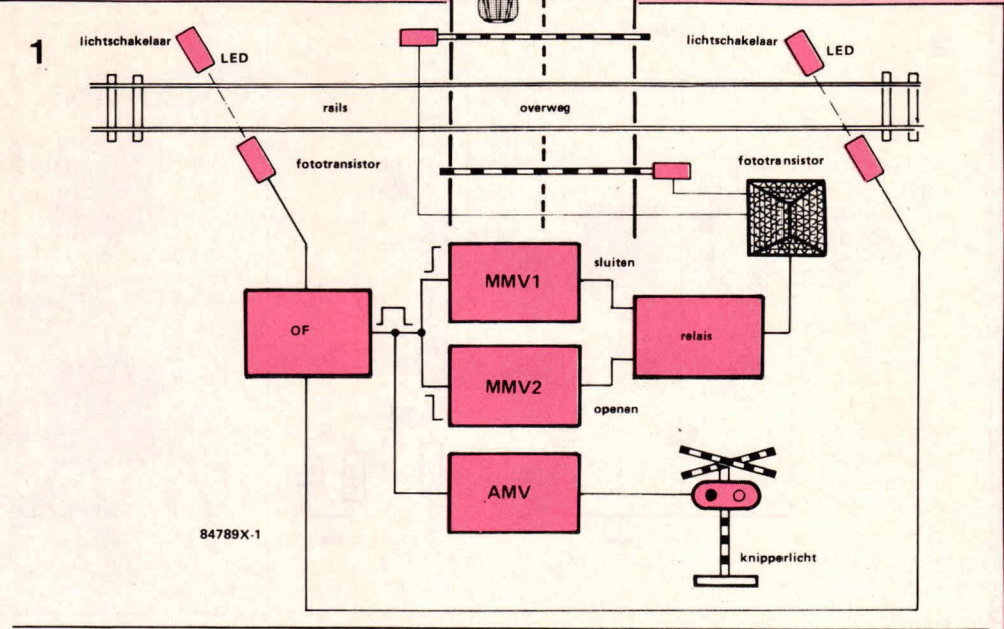 1
lichtschakelaar
LED
lichtschakelaar
LED
rails
overweg
fototransistor
fototransistor
MMV1
sluiten
OF
relais
MMV2
openen
AMV
84789X-1
knipperlicht